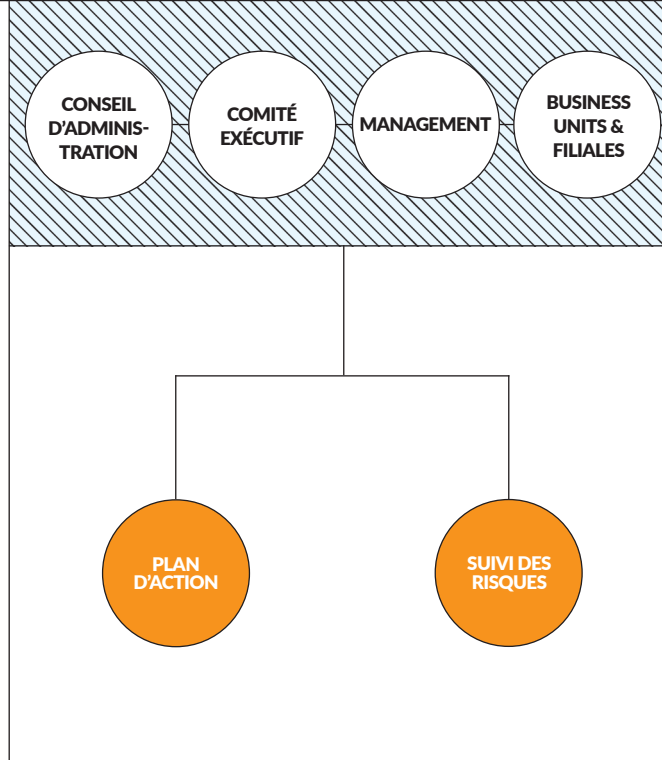 CONSEIL
D'ADMINIS-
TRATION
COMITÉ
EXÉCUTIF
MANAGEMENT
BUSINESS
UNITS &
FILIALES
PLAN
D'ACTION
SUIVI DES
RISQUES